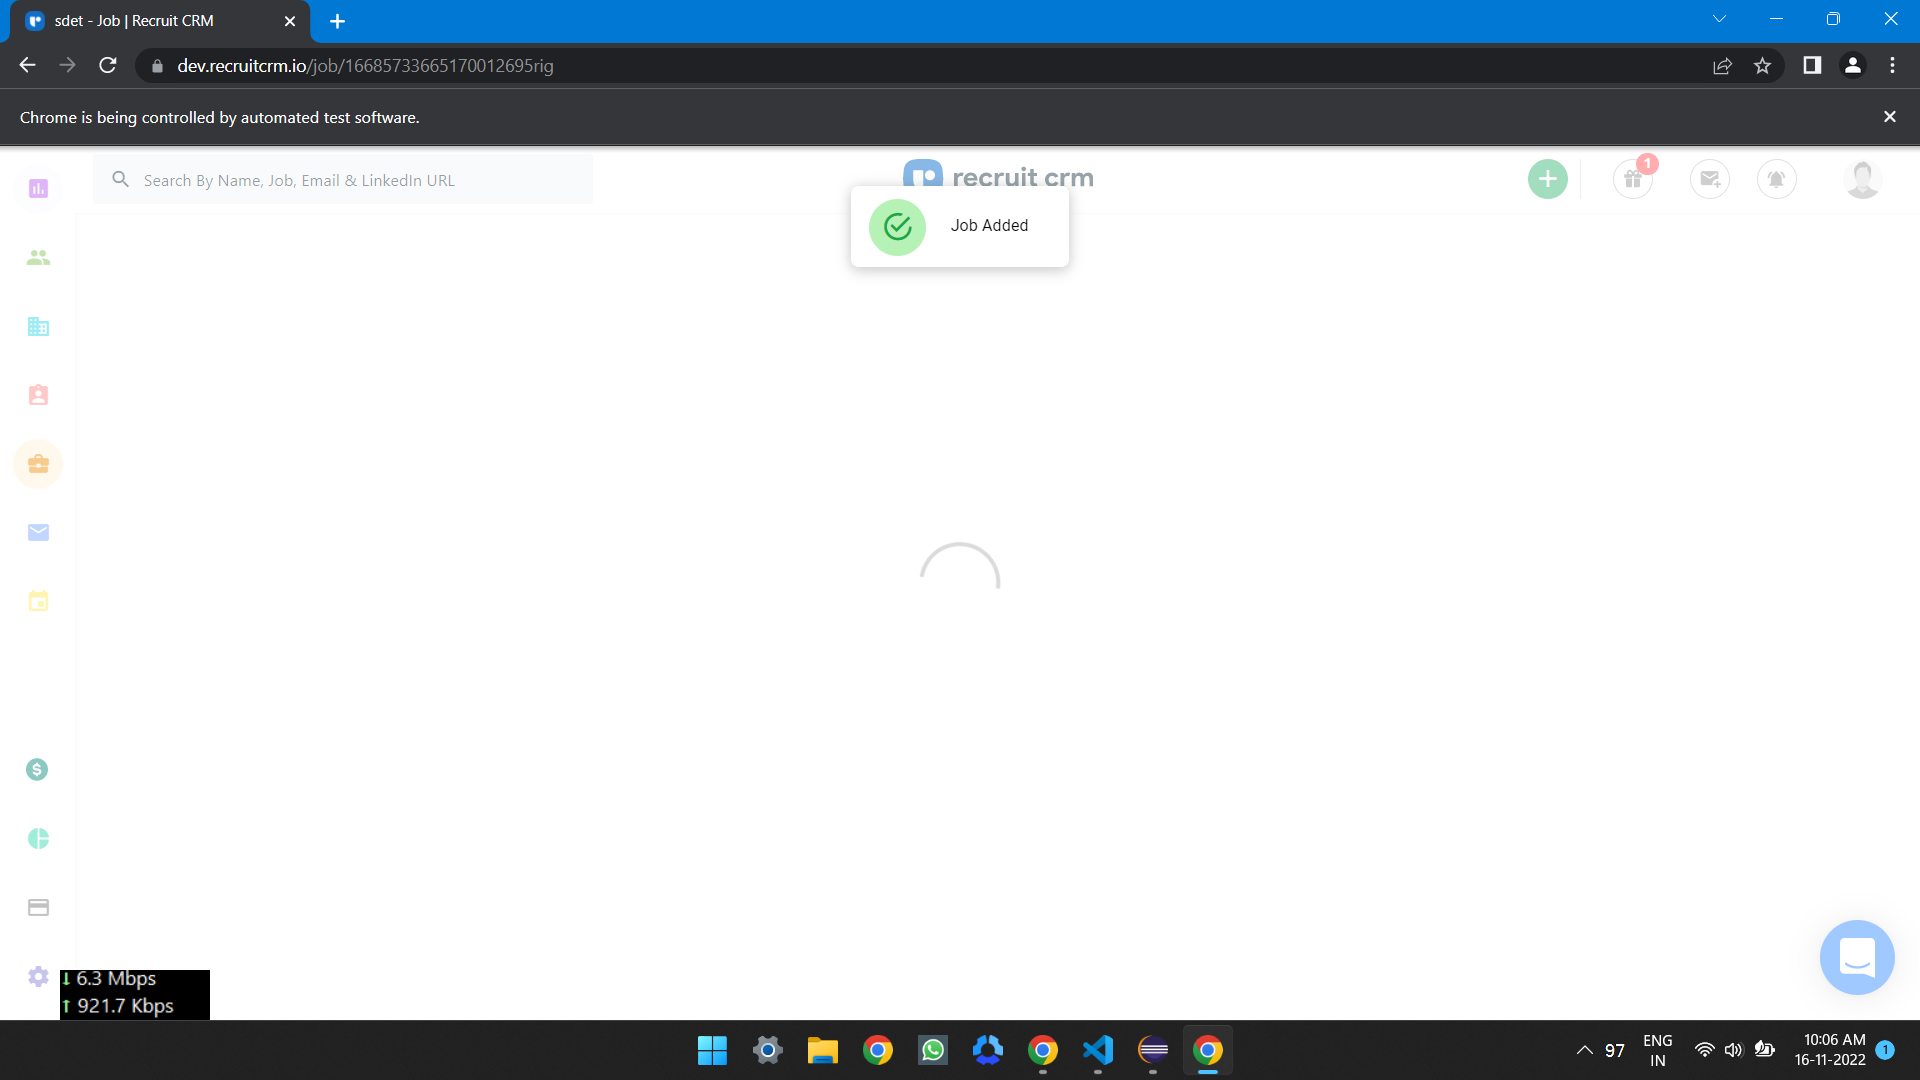 sdet - Job | Recruit CRM
dev.recruitcrm.io/job/16685733665170012695rig
Chrome is being controlled by automated test software.
Search By Name, Job, Email & LinkedIn URL
recruit crm
1
Job Added
↓ 6.3 Mbps
↑ 921.7 Kbps
97
ENG
IN
10:06 AM
16-11-2022
1